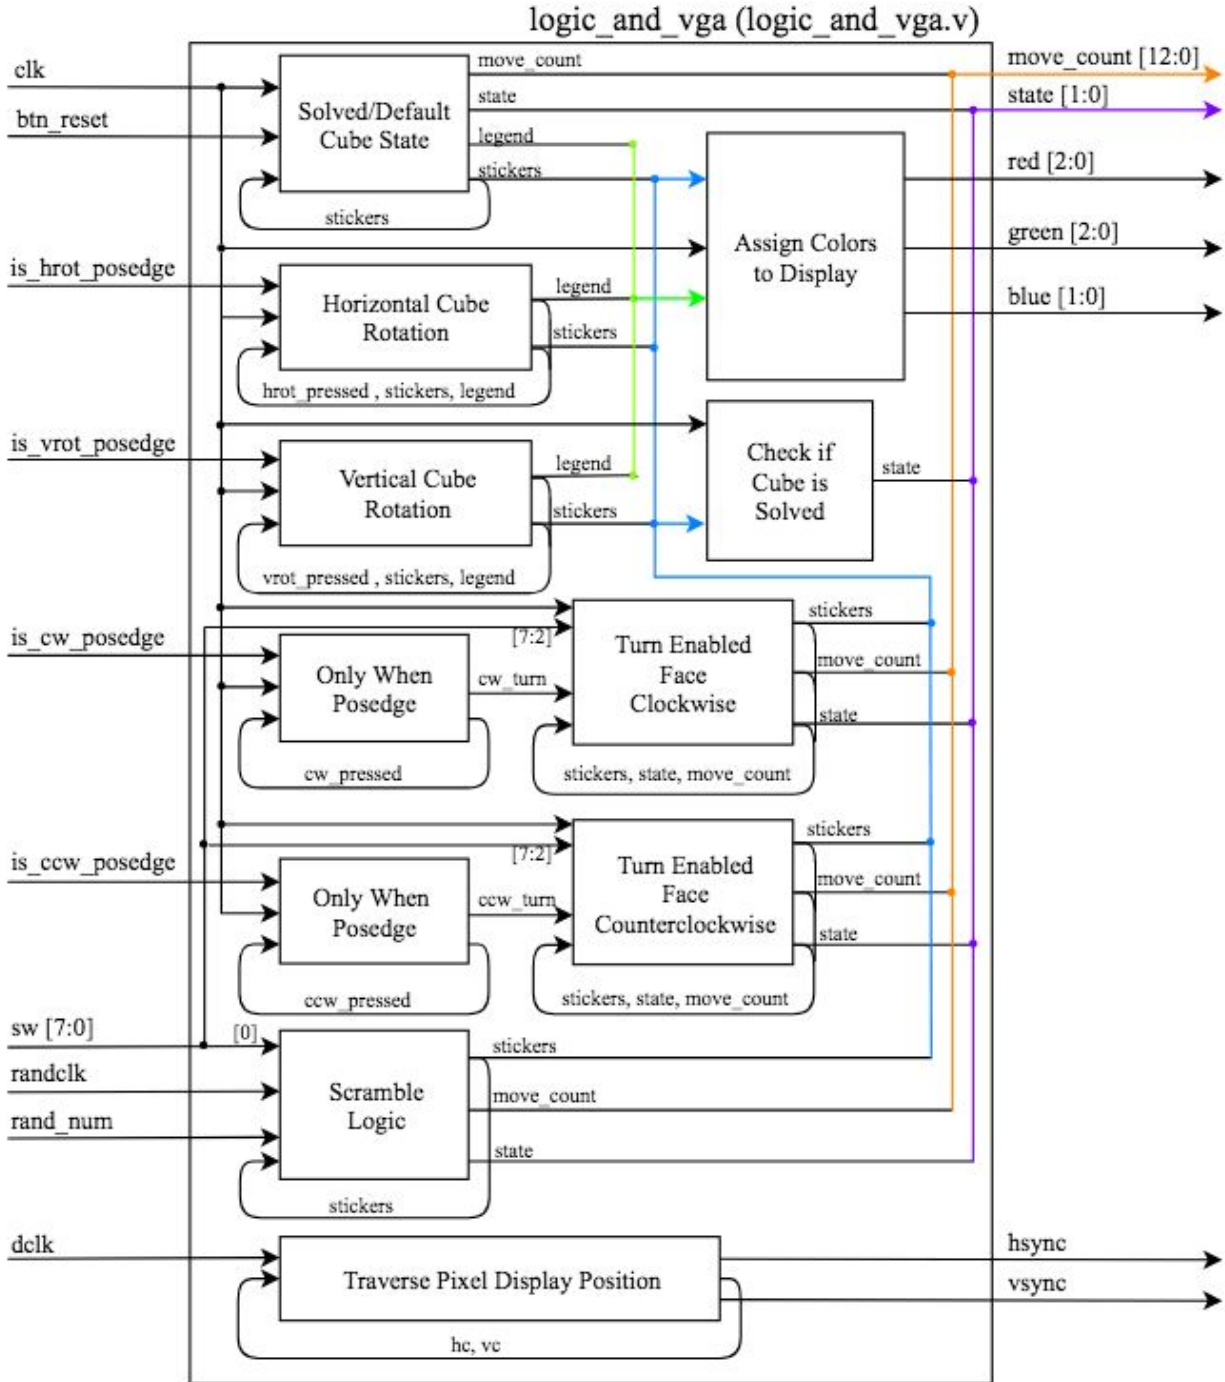 logic_and_vga (logic_and_vga.v)
clk
btn_reset
Solved/Default
Cube State
move_count
state
legend
stickers
stickers
move_count [12:0]
state [1:0]
red [2:0]
green [2:0]
blue [1:0]
Assign Colors
to Display
is_hrot_posedge
Horizontal Cube
Rotation
legend
stickers
hrot_pressed , stickers, legend
is_vrot_posedge
Vertical Cube
Rotation
legend
stickers
vrot_pressed , stickers, legend
Check if
Cube is
Solved
state
is_cw_posedge
Only When
Posedge
cw_turn
cw_pressed
[7:2]
Turn Enabled
Face
Clockwise
stickers
move_count
state
stickers, state, move_count
is_ccw_posedge
Only When
Posedge
ccw_turn
ccw_pressed
[7:2]
Turn Enabled
Face
Counterclockwise
stickers
move_count
state
stickers, state, move_count
sw [7:0]
[0]
randclk
rand_num
Scramble
Logic
stickers
move_count
state
stickers
dclk
Traverse Pixel Display Position
hc, vc
hsync
vsync